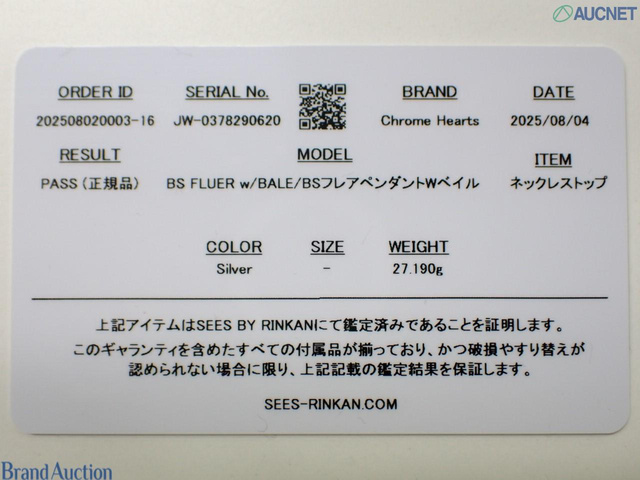 AUCNET
ORDER ID SERIAL No. BRAND DATE
202508020003-16 JW-0378290620 Chrome Hearts 2025/08/04
RESULT MODEL ITEM
PASS（正規品） BS FLUER w/BALE/BSフレアペンダントWベイル ネックレストップ
COLOR SIZE WEIGHT
Silver - 27.190g
上記アイテムはSEES BY RINKANにて鑑定済みであることを証明します。
このギャランティを含めたすべての付属品が揃っており、かつ破損やすり替えが
認められない場合に限り、上記記載の鑑定結果を保証します。
SEES-RINKAN.COM
Brand Auction